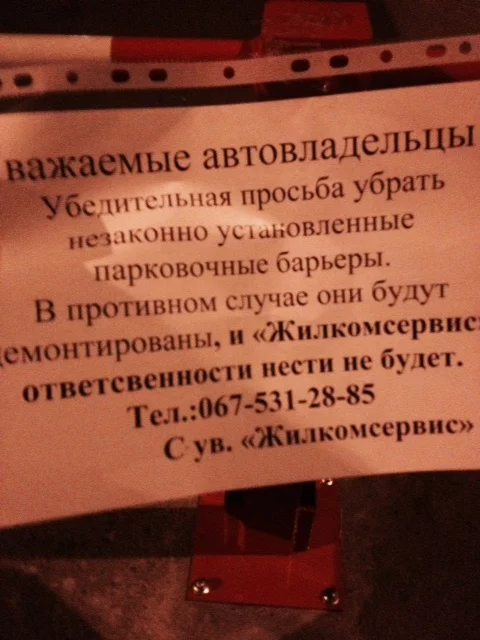 важаемые автовладельцы
Убедительная просьба убрать
незаконно установленные
парковочные барьеры.
В противном случае они будут
демонтированы, и «Жилкомсервис»
ответсвенности нести не будет.
Тел.:067-531-28-85
С ув. «Жилкомсервис»